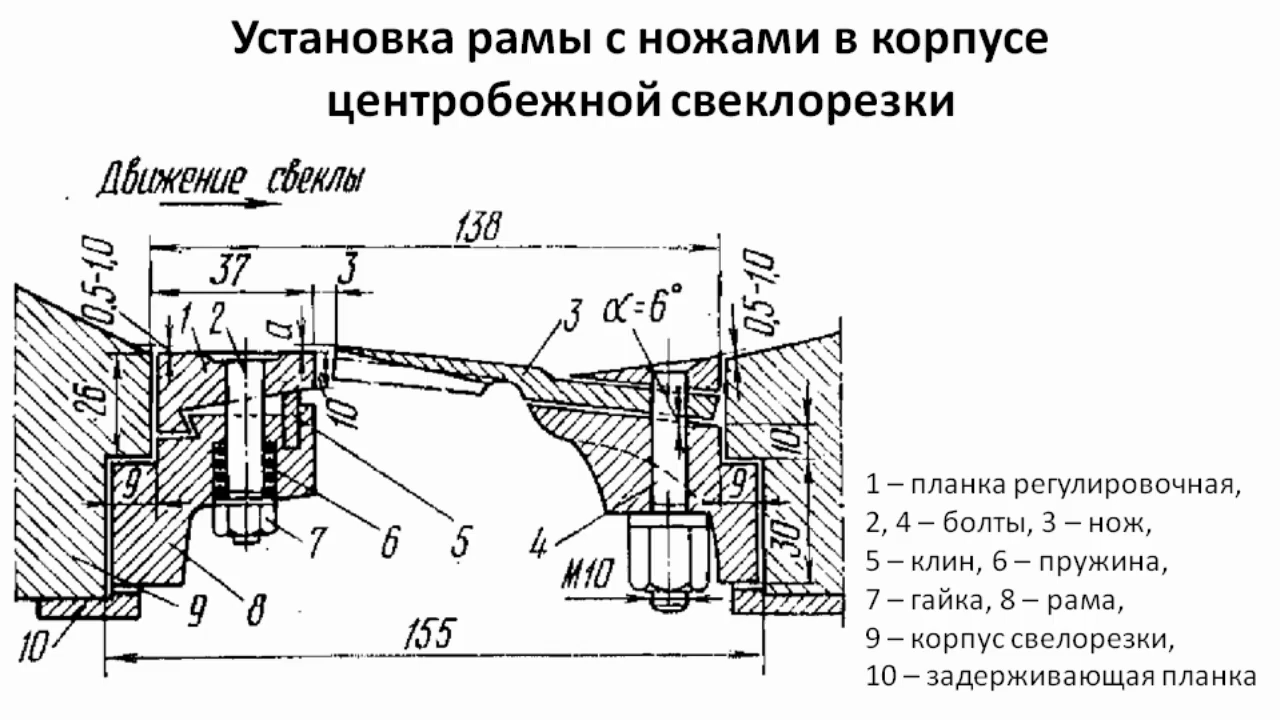 Установка рамы с ножами в корпусе
центробежной свеклорезки
Движение свеклы
138
37
3
0,5-1,0
0,5-1,0
1
2
а
3
α=6°
26
10
10
9
9
30
7
6
5
4
М10
10
9
8
155
1 – планка регулировочная,
2, 4 – болты, 3 – нож,
5 – клин, 6 – пружина,
7 – гайка, 8 – рама,
9 – корпус свелорезки,
10 – задерживающая планка